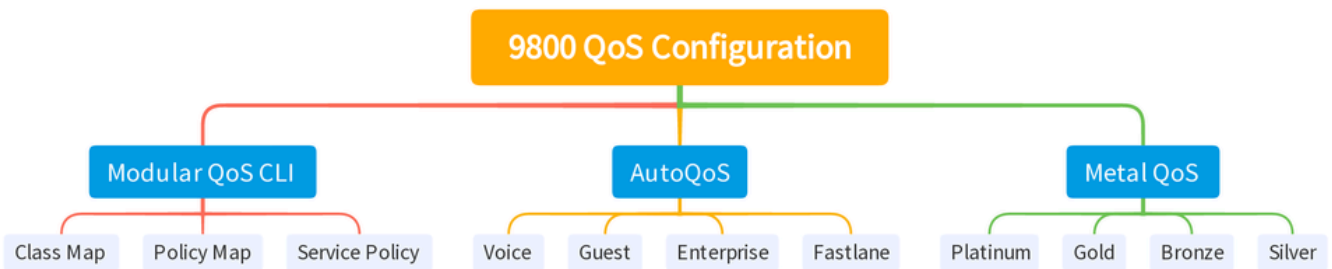 9800 QoS Configuration
Modular QoS CLI
AutoQoS
Metal QoS
Class Map
Policy Map
Service Policy
Voice
Guest
Enterprise
Fastlane
Platinum
Gold
Bronze
Silver